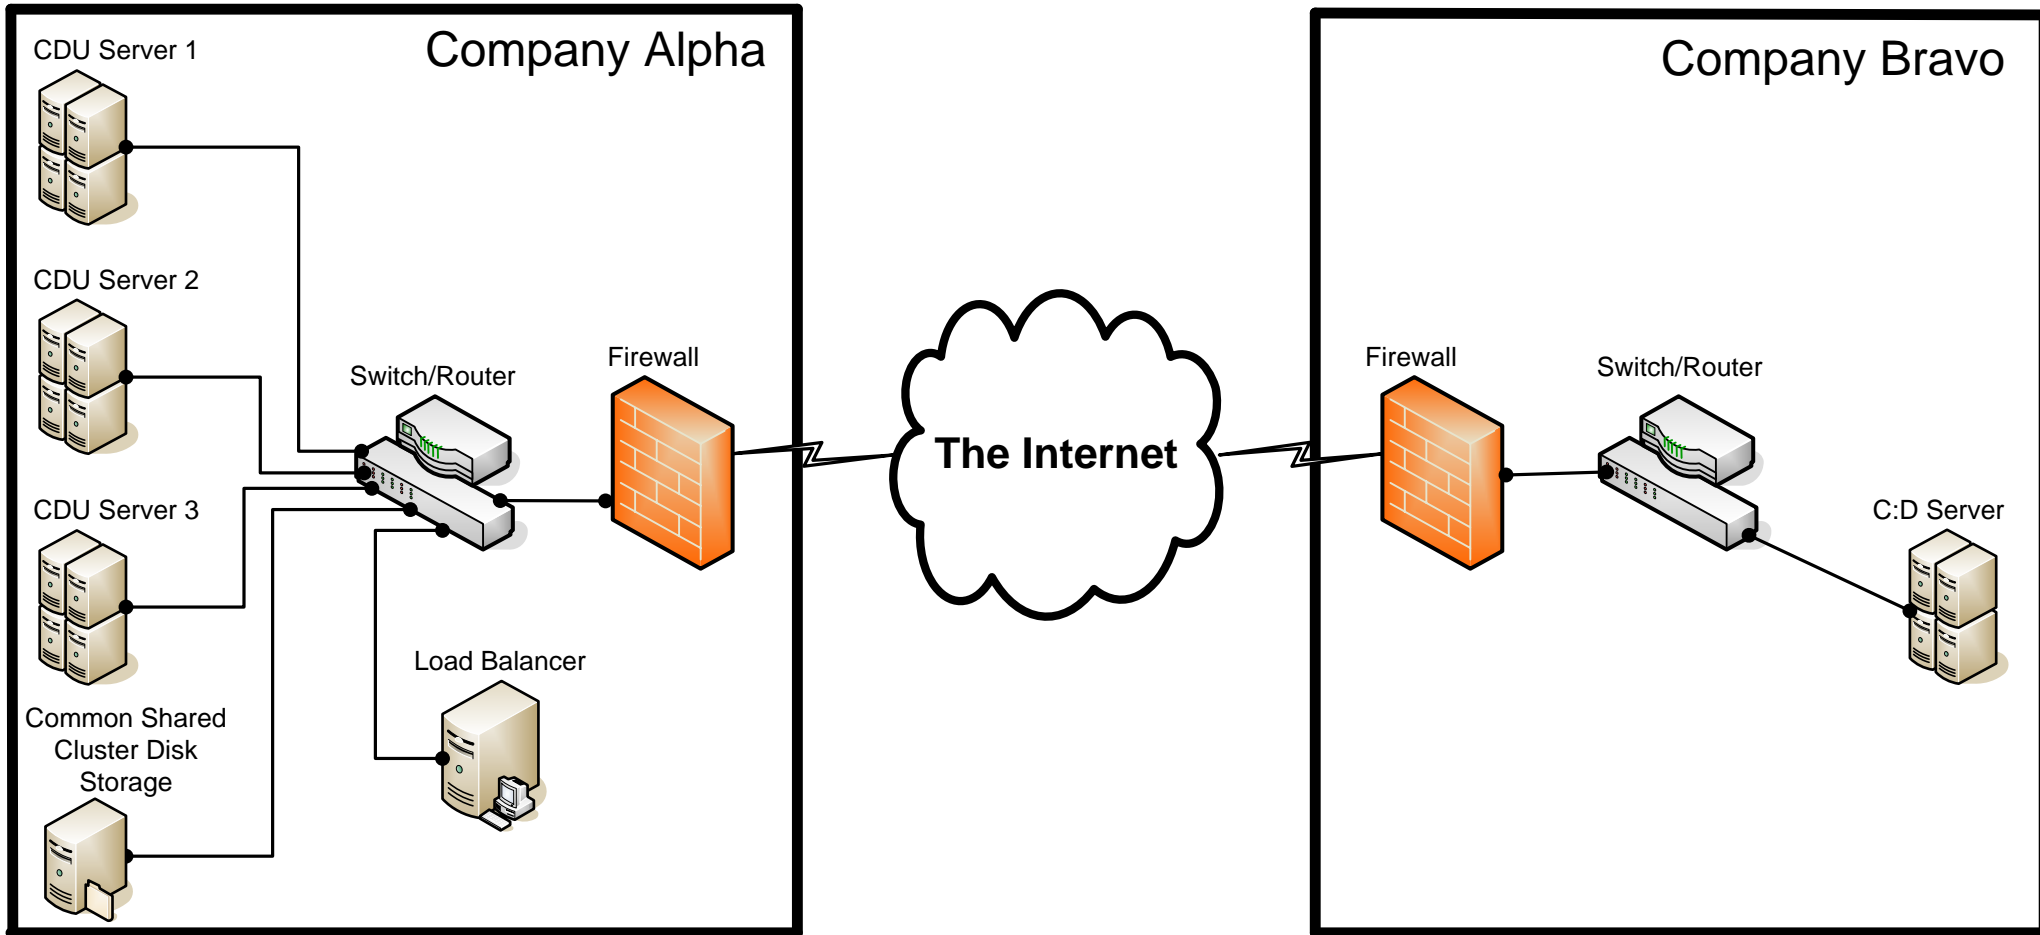 Company Alpha
CDU Server 1
CDU Server 2
Switch/Router
Firewall
CDU Server 3
Load Balancer
Common Shared
Cluster Disk
Storage
The Internet
Company Bravo
Firewall
Switch/Router
C:D Server